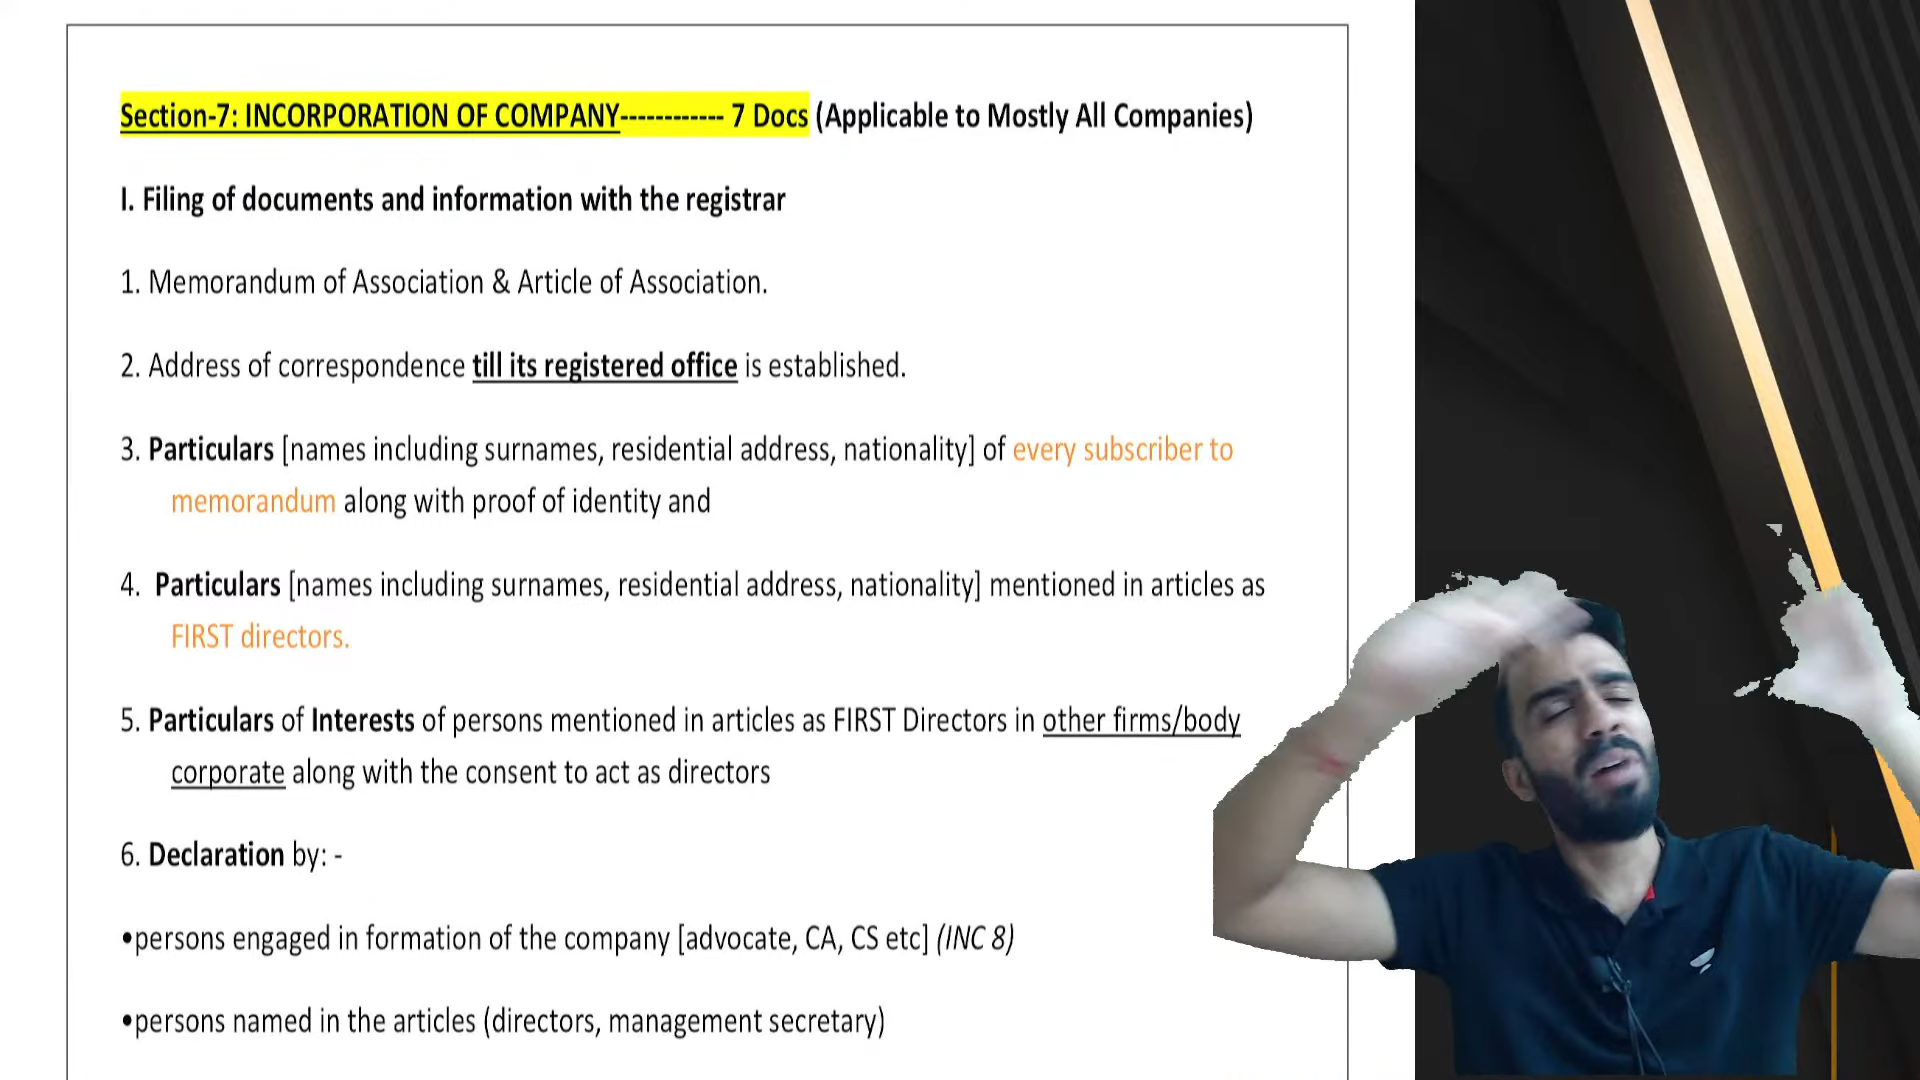 Section-7: INCORPORATION OF COMPANY------------ 7 Docs (Applicable to Mostly All Companies)
I. Filing of documents and information with the registrar
1. Memorandum of Association & Article of Association.
2. Address of correspondence till its registered office is established.
3. Particulars [names including surnames, residential address, nationality] of every subscriber to
memorandum along with proof of identity and
4. Particulars [names including surnames, residential address, nationality] mentioned in articles as
FIRST directors.
5. Particulars of Interests of persons mentioned in articles as FIRST Directors in other firms/body
corporate along with the consent to act as directors
6. Declaration by: -
•persons engaged in formation of the company [advocate, CA, CS etc] (INC 8)
•persons named in the articles (directors, management secretary)